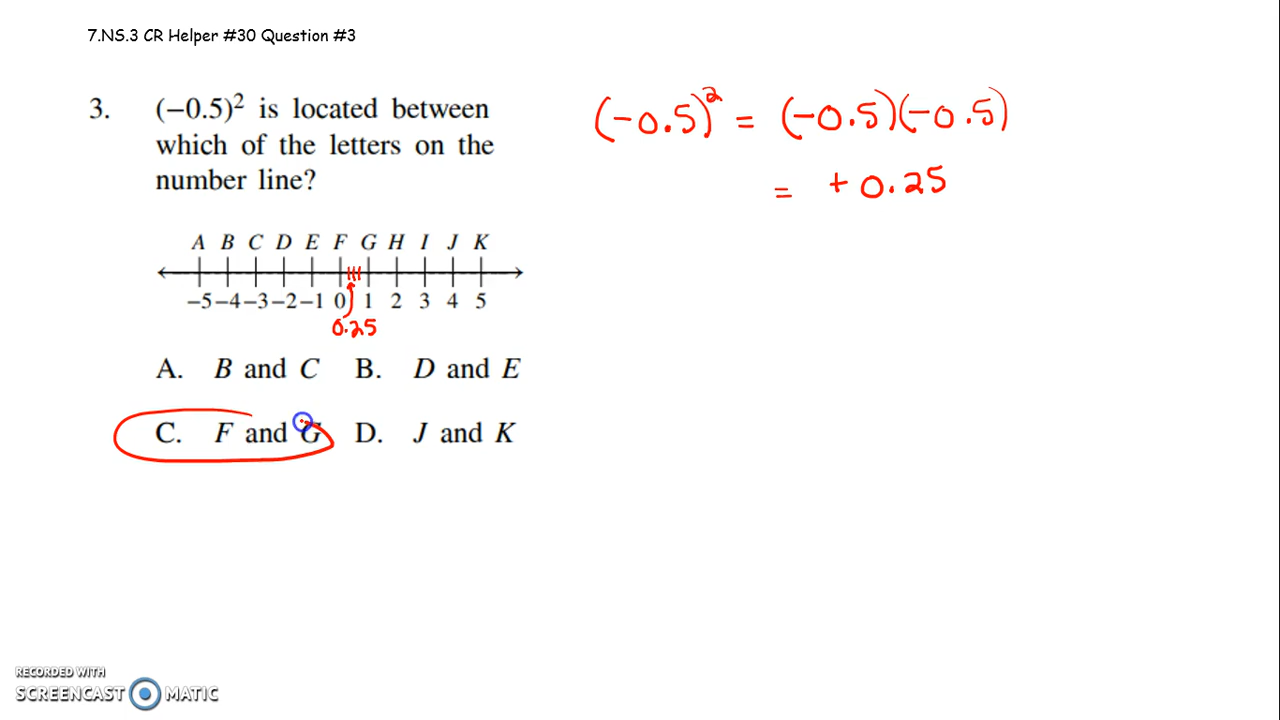 7.NS.3 CR Helper #30 Question #3
3. (−0.5)² is located between
which of the letters on the
number line?
(-0.5)² = (-0.5)(-0.5)
= + 0.25
A B C D E F G H I J K
−5 −4 −3 −2 −1 0 1 2 3 4 5
0.25
A. B and C B. D and E
C. F and G D. J and K
RECORDED WITH
SCREENCAST MATIC